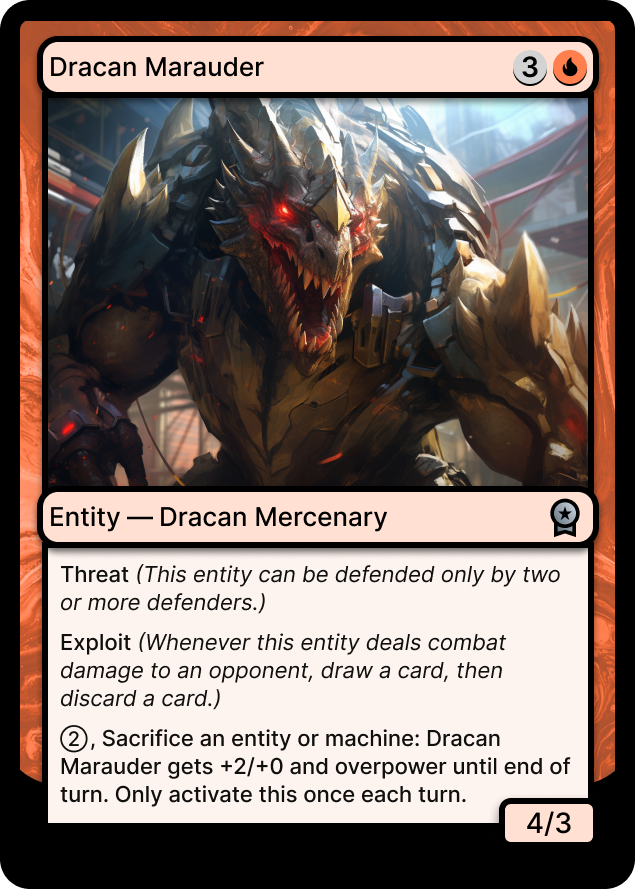 Dracan Marauder 3
Entity — Dracan Mercenary
Threat (This entity can be defended only by two
or more defenders.)
Exploit (Whenever this entity deals combat
damage to an opponent, draw a card, then
discard a card.)
②, Sacrifice an entity or machine: Dracan
Marauder gets +2/+0 and overpower until end of
turn. Only activate this once each turn.
4/3